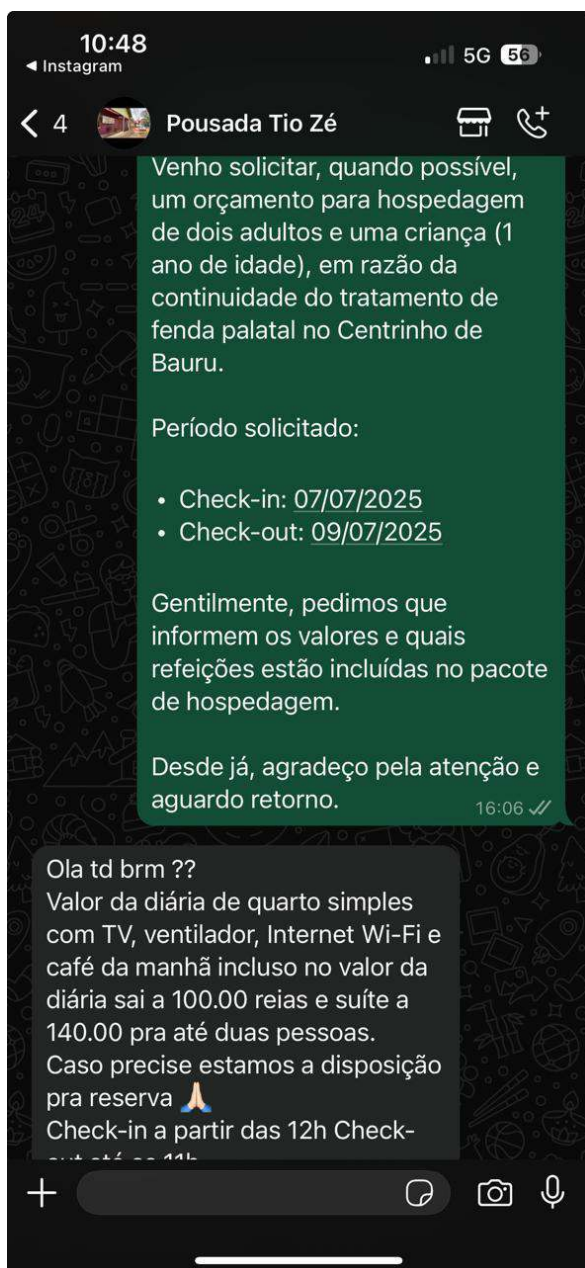 10:48
◀ Instagram
5G 56
4 Pousada Tio Zé
Venho solicitar, quando possível,
um orçamento para hospedagem
de dois adultos e uma criança (1
ano de idade), em razão da
continuidade do tratamento de
fenda palatal no Centrinho de
Bauru.
Período solicitado:
• Check-in: 07/07/2025
• Check-out: 09/07/2025
Gentilmente, pedimos que
informem os valores e quais
refeições estão incluídas no pacote
de hospedagem.
Desde já, agradeço pela atenção e
aguardo retorno.
16:06
Ola td brm ??
Valor da diária de quarto simples
com TV, ventilador, Internet Wi-Fi e
café da manhã incluso no valor da
diária sai a 100.00 reias e suíte a
140.00 pra até duas pessoas.
Caso precise estamos a disposição
pra reserva 🙏🏻
Check-in a partir das 12h Check-
out até as 11h